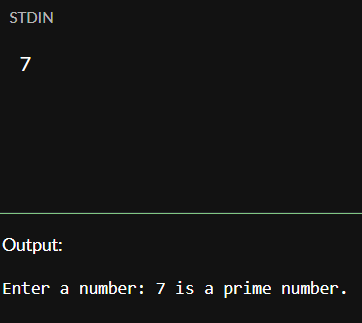 STDIN
7
Output:
Enter a number: 7 is a prime number.